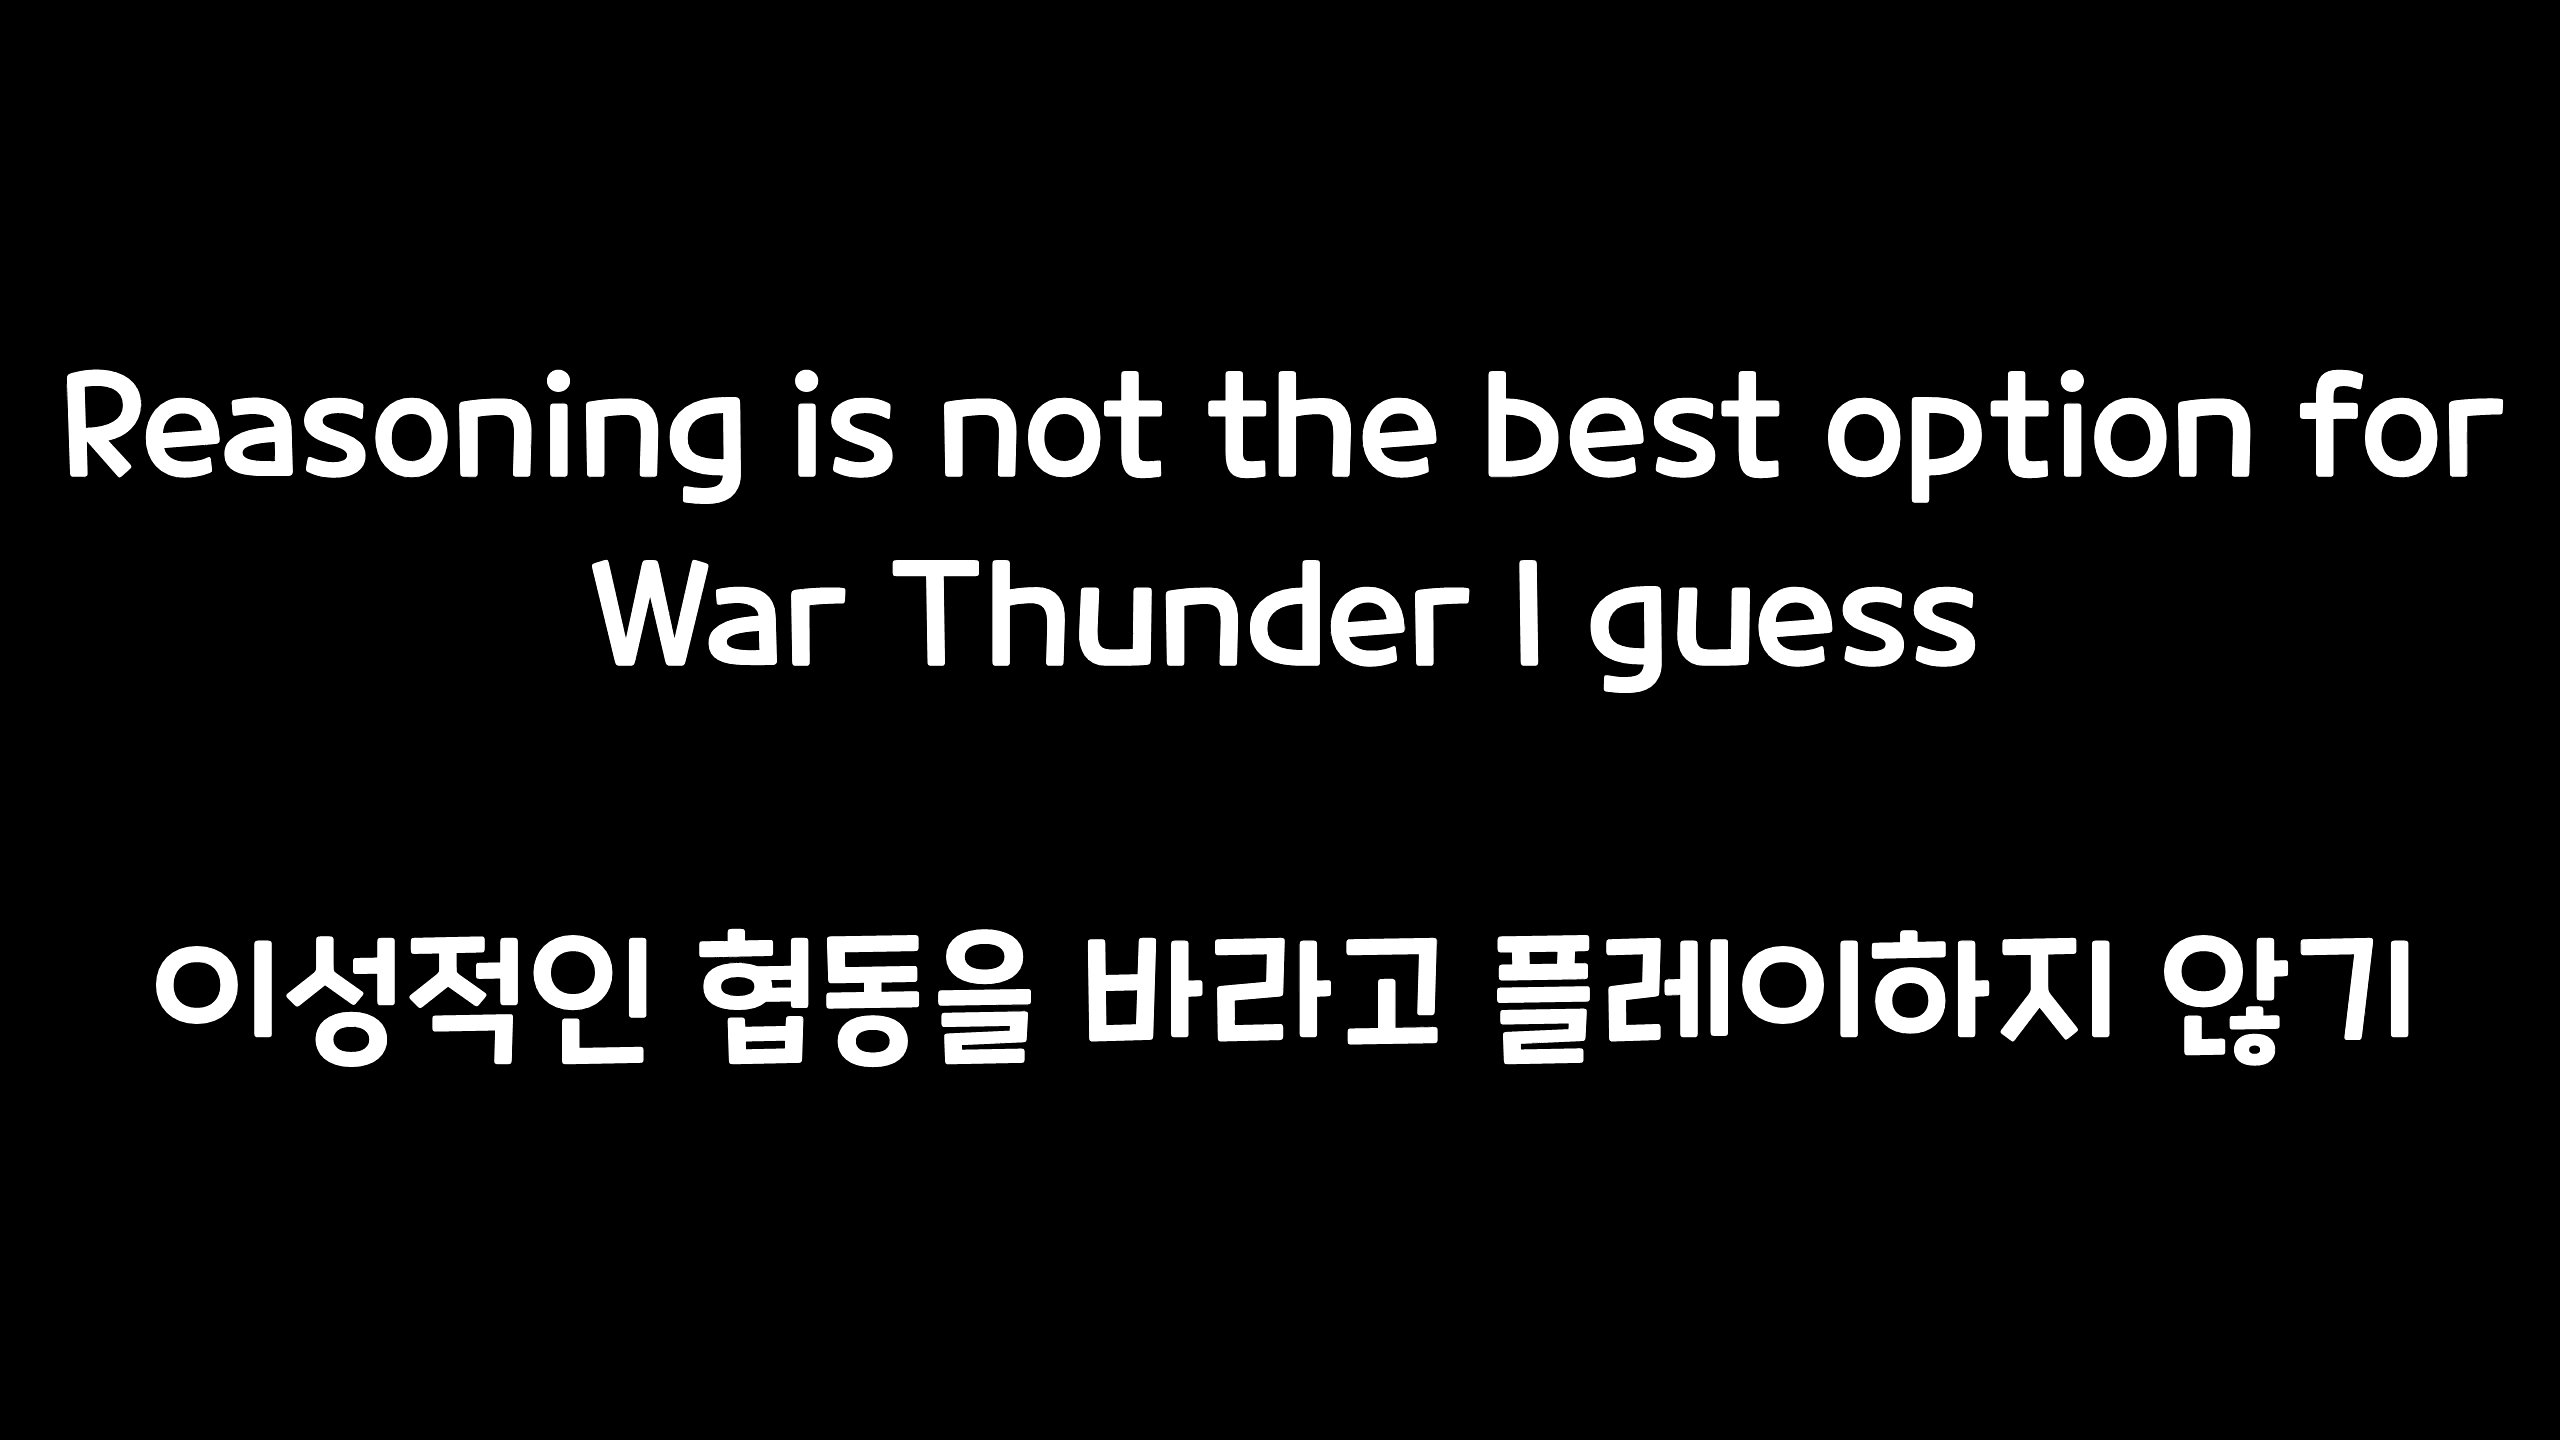 Reasoning is not the best option for
War Thunder I guess
이성적인 협동을 바라고 플레이하지 않기